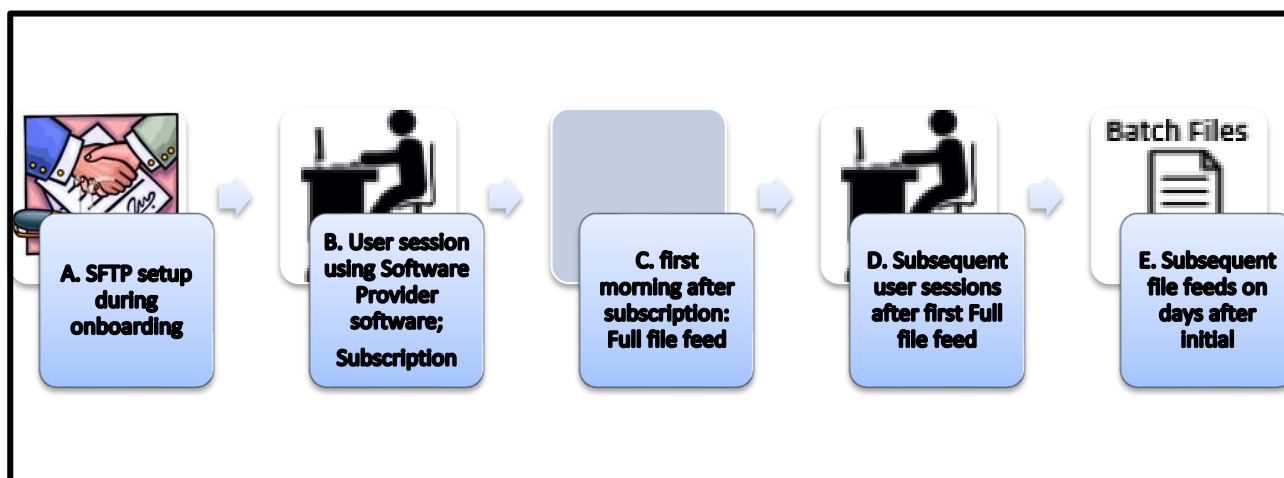 A. SFTP setup
during
onboarding
B. User session
using Software
Provider
software;
Subscription
C. first
morning after
subscription:
Full file feed
D. Subsequent
user sessions
after first Full
file feed
Batch Files
E. Subsequent
file feeds on
days after
initial